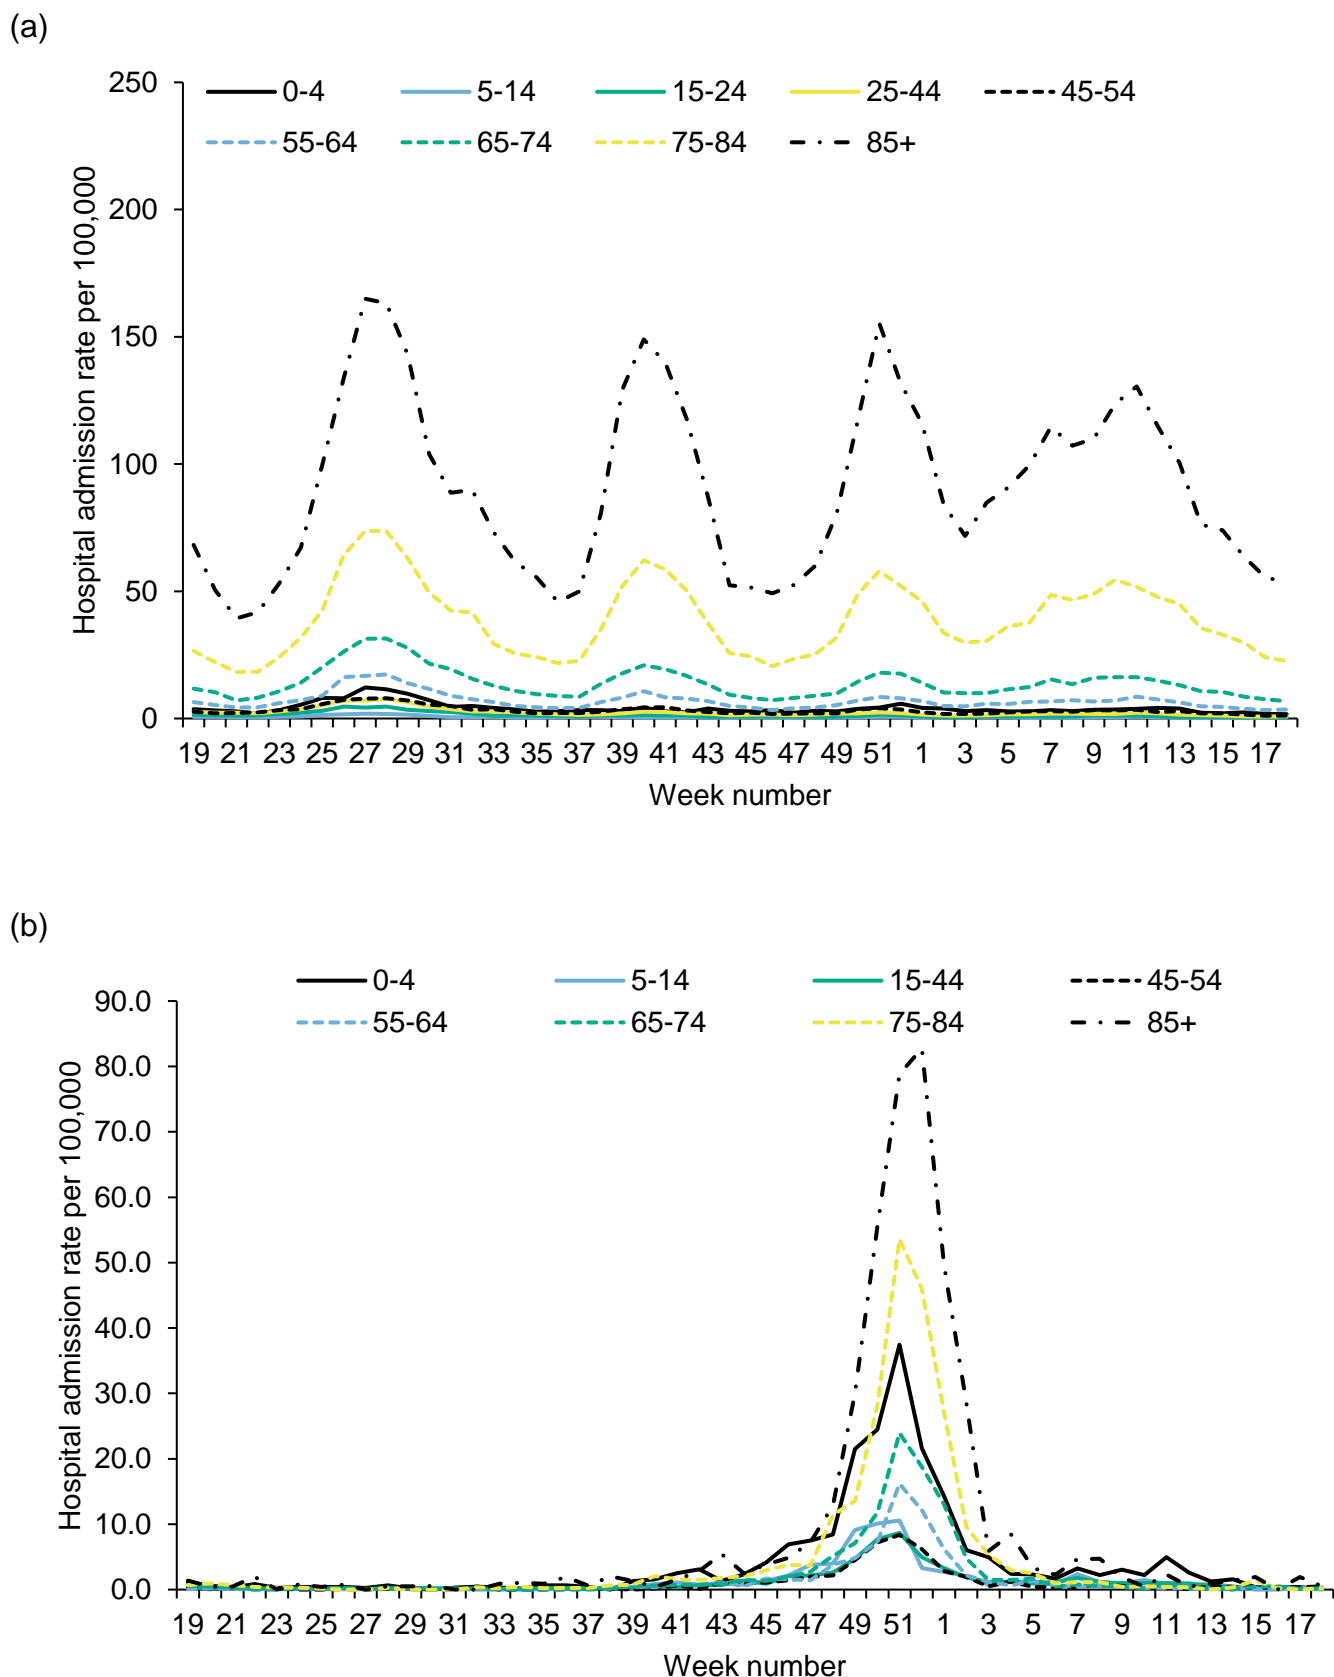 (a)
250
0-4 5-14 15-24 25-44 45-54
55-64 65-74 75-84 85+
200
150
100
50
0
Hospital admission rate per 100,000
19 21 23 25 27 29 31 33 35 37 39 41 43 45 47 49 51 1 3 5 7 9 11 13 15 17
Week number
(b)
0-4 5-14 15-44 45-54
90.0
55-64 65-74 75-84 85+
80.0
70.0
60.0
50.0
40.0
30.0
20.0
10.0
0.0
Hospital admission rate per 100,000
19 21 23 25 27 29 31 33 35 37 39 41 43 45 47 49 51 1 3 5 7 9 11 13 15 17
Week number